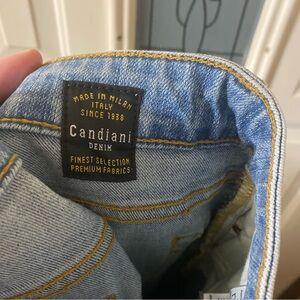 MADE IN MILAN
ITALY
SINCE 1938
Candiani
DENIM
FINEST SELECTION
PREMIUM FABRICS